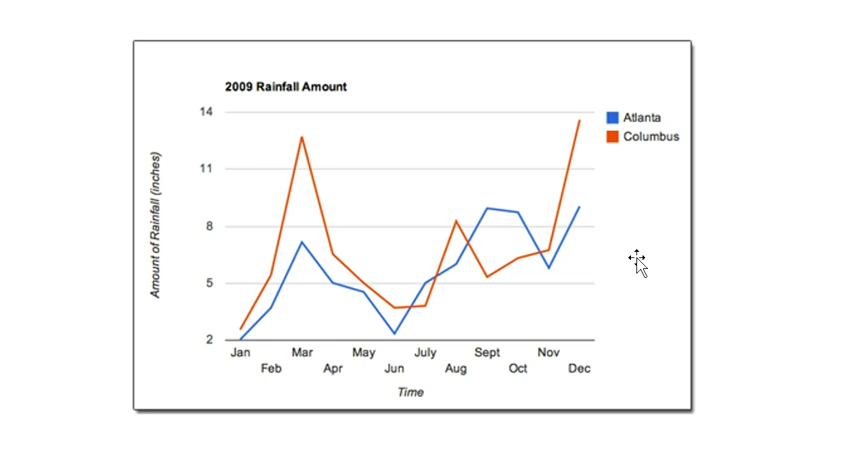 2009 Rainfall Amount
14
11
8
5
2
Amount of Rainfall (inches)
Jan Mar May July Sept Nov
Feb Apr Jun Aug Oct Dec
Time
Atlanta
Columbus